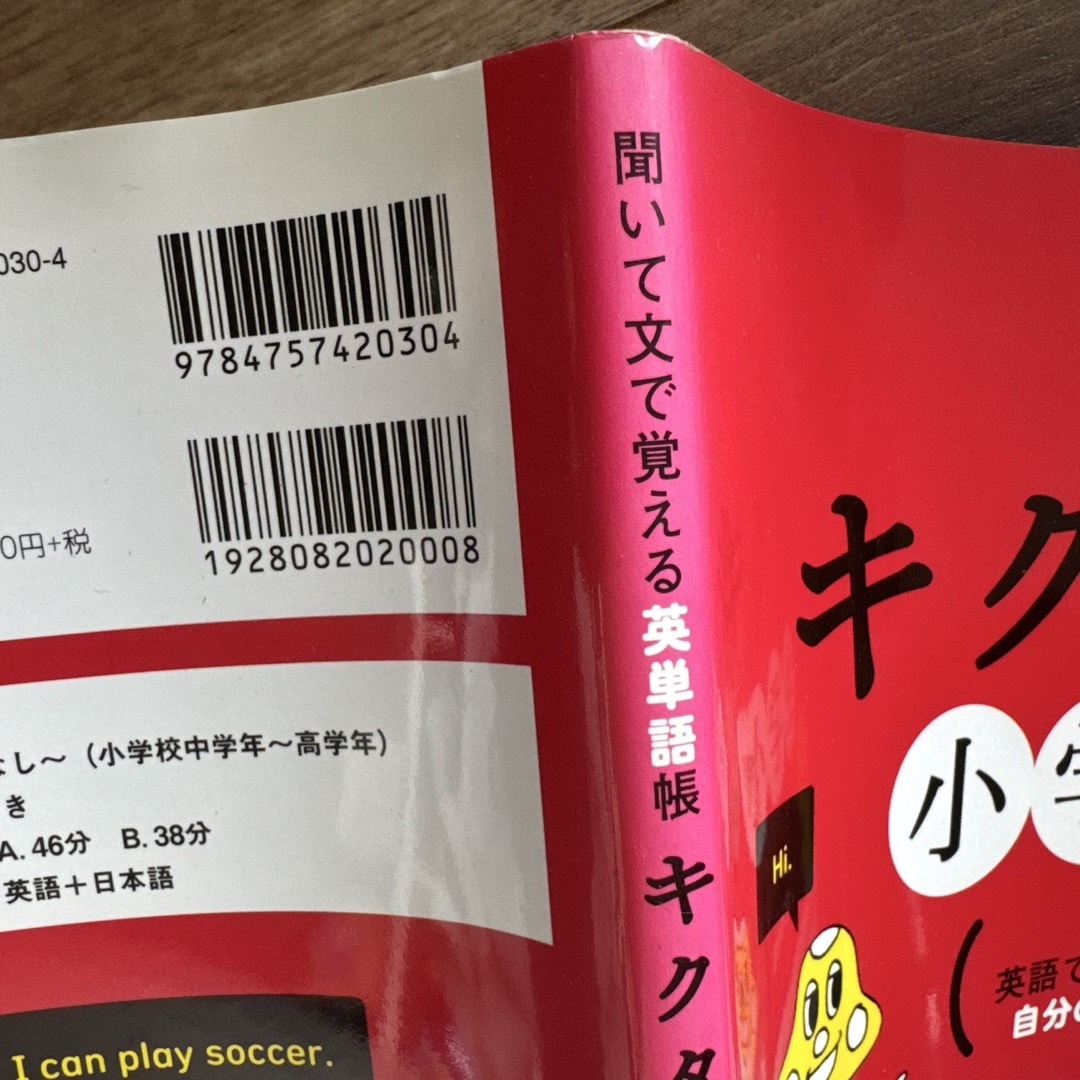 030-4
9784757420304
0円+税
1928082020008
なし～（小学校中学年～高学年）
き
A. 46分 B. 38分
英語＋日本語
I can play soccer.
聞いて文で覚える英単語帳 キクタ
キク
小学
Hi.
(英語で
自分の